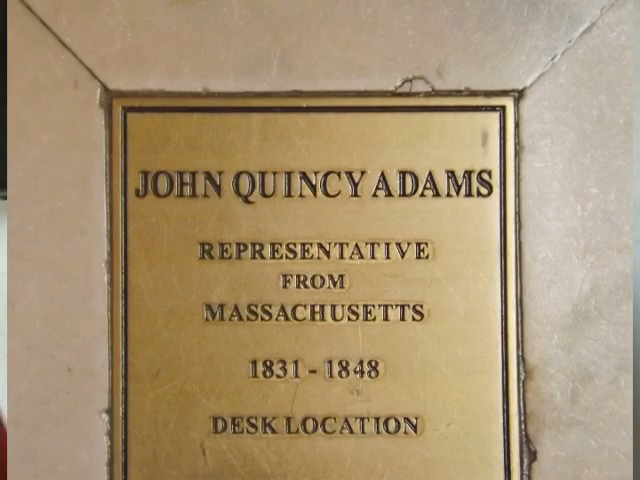 JOHN QUINCY ADAMS
REPRESENTATIVE
FROM
MASSACHUSETTS
1831 - 1848
DESK LOCATION